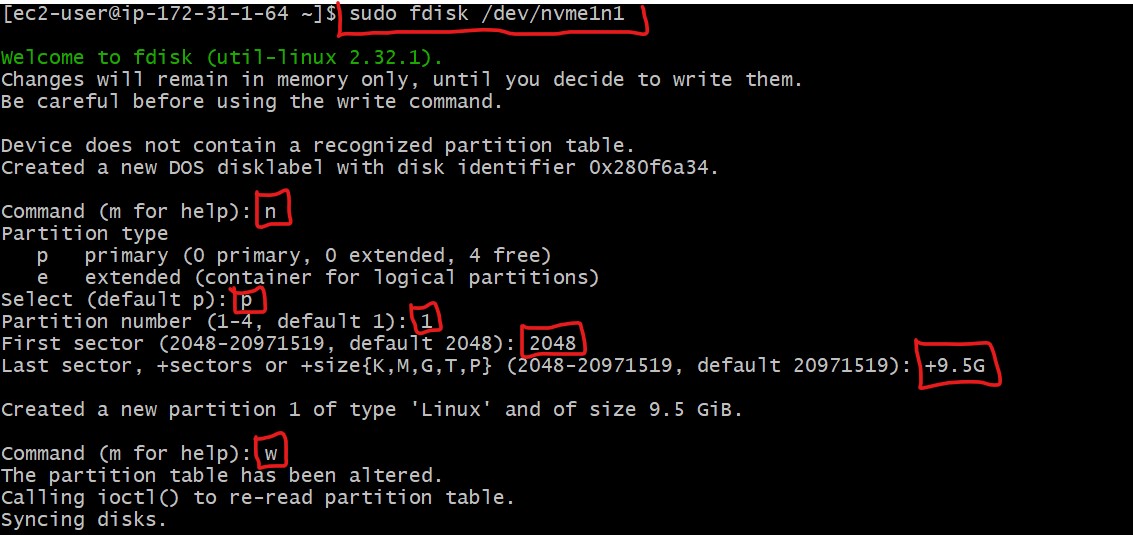 [ec2-user@ip-172-31-1-64 ~]$ sudo fdisk /dev/nvme1n1
Welcome to fdisk (util-linux 2.32.1).
Changes will remain in memory only, until you decide to write them.
Be careful before using the write command.
Device does not contain a recognized partition table.
Created a new DOS disklabel with disk identifier 0x280f6a34.
Command (m for help): n
Partition type
   p   primary (0 primary, 0 extended, 4 free)
   e   extended (container for logical partitions)
Select (default p): p
Partition number (1-4, default 1): 1
First sector (2048-20971519, default 2048): 2048
Last sector, +sectors or +size{K,M,G,T,P} (2048-20971519, default 20971519): +9.5G
Created a new partition 1 of type 'Linux' and of size 9.5 GiB.
Command (m for help): w
The partition table has been altered.
Calling ioctl() to re-read partition table.
Syncing disks.